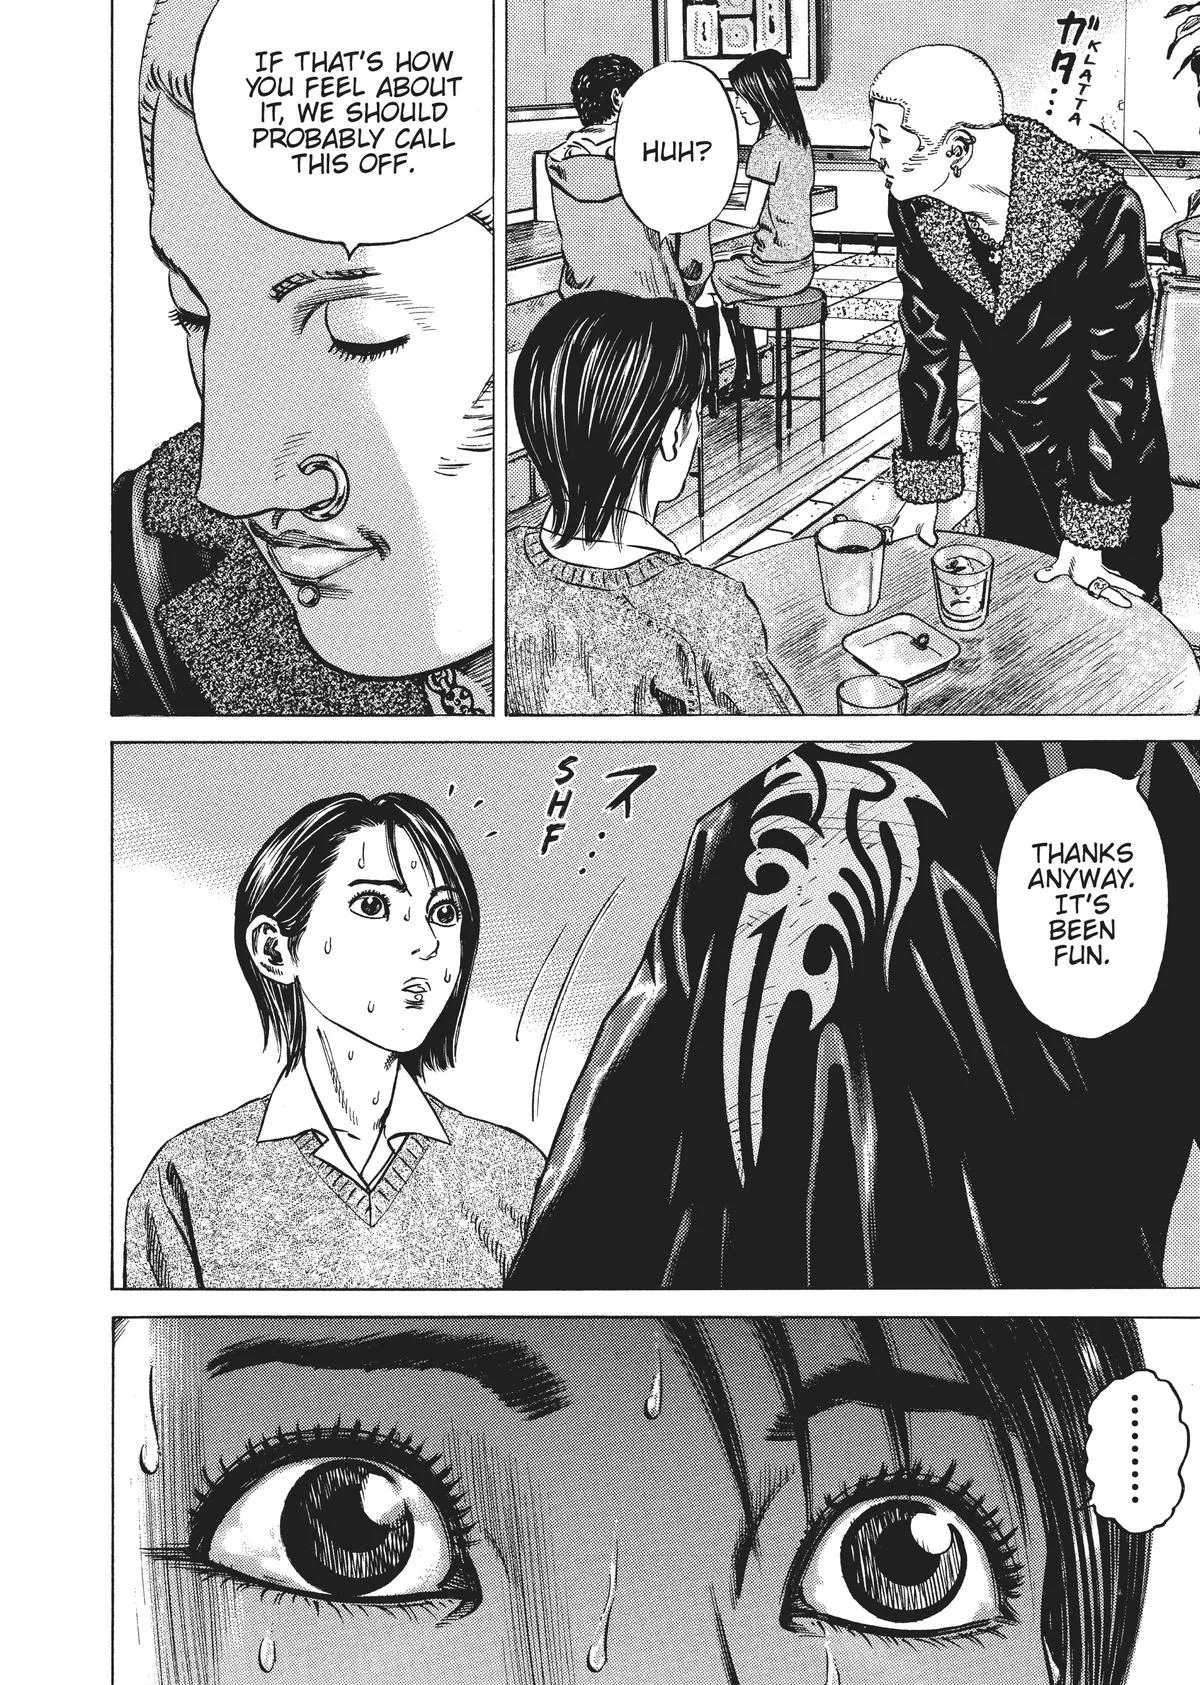 ガタ…
KLATTA
HUH?
IF THAT'S HOW
YOU FEEL ABOUT
IT, WE SHOULD
PROBABLY CALL
THIS OFF.
THANKS
ANYWAY.
IT'S
BEEN
FUN.
ス…
SHF
………